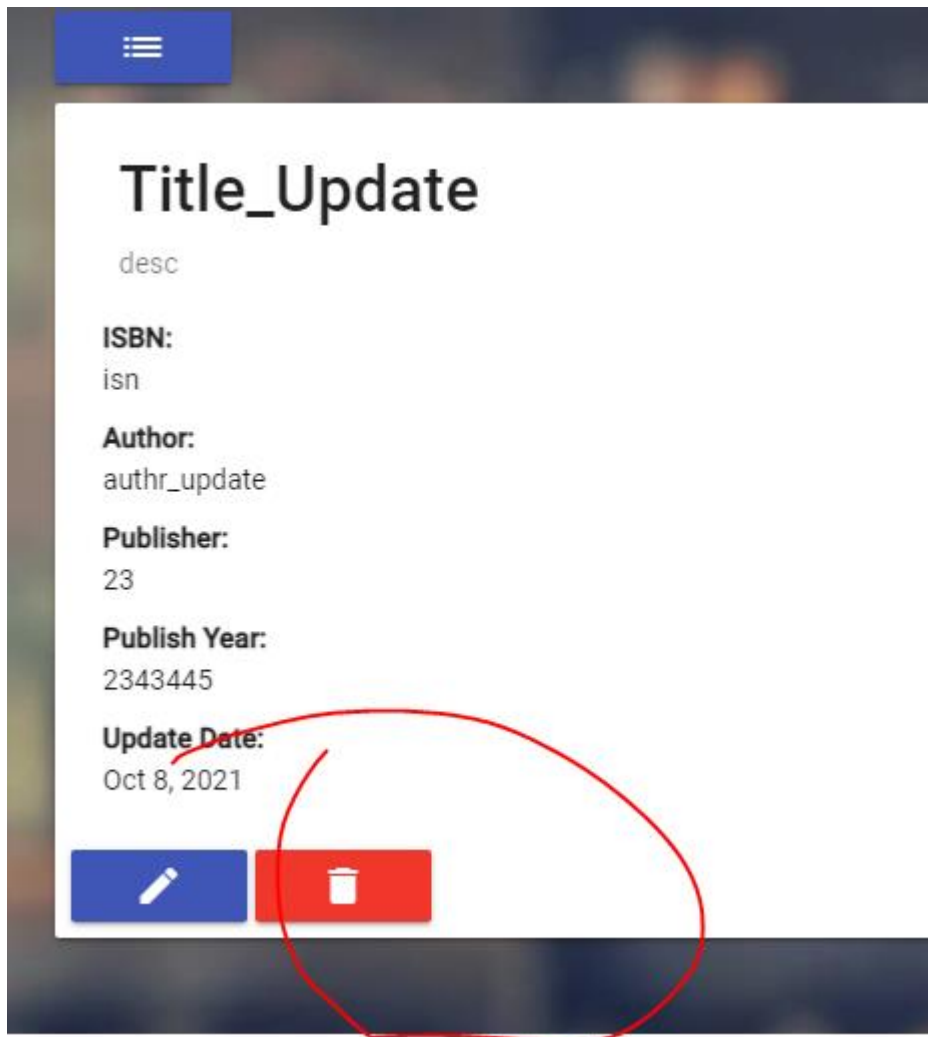 Title_Update
desc
ISBN:
isn
Author:
authr_update
Publisher:
23
Publish Year:
2343445
Update Date:
Oct 8, 2021